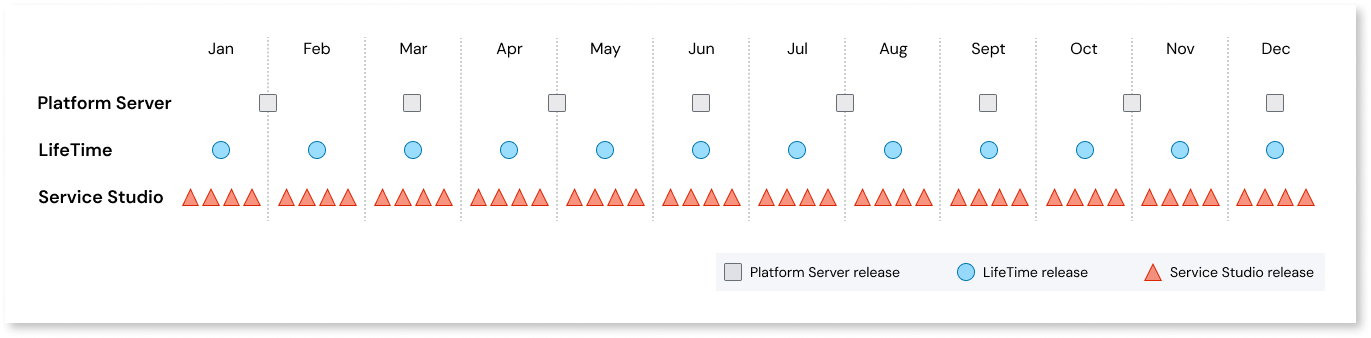 Jan Feb Mar Apr May Jun Jul Aug Sept Oct Nov Dec
Platform Server
LifeTime
Service Studio
Platform Server release LifeTime release Service Studio release